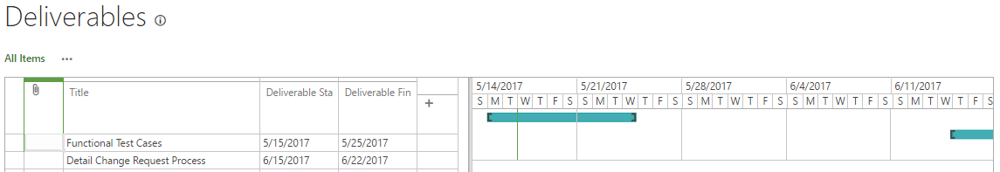 Deliverables
All Items ...
Title Deliverable Sta Deliverable Fin + 5/14/2017 5/21/2017 5/28/2017 6/4/2017 6/11/2017
S M T W T F S S M T W T F S S M T W T F S S M T W T F S S M T W T F S
Functional Test Cases 5/15/2017 5/25/2017
Detail Change Request Process 6/15/2017 6/22/2017